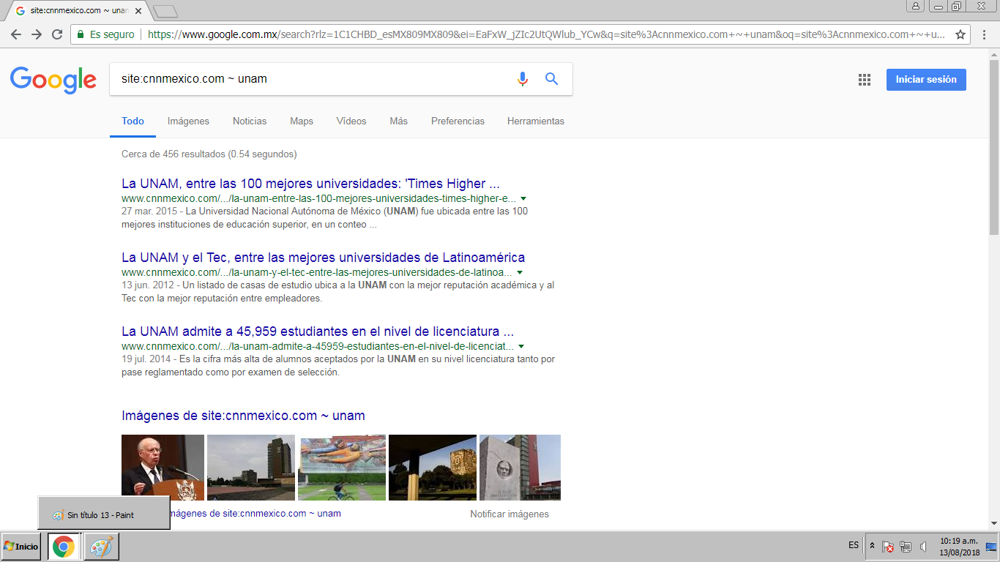 site:cnnmexico.com ~ unam
Es seguro
https://www.google.com.mx/search?rlz=1C1CHBD_esMX809MX809&ei=EaFxW_jZIc2UtQWlub_YCw&q=site%3Acnnmexico.com+~+unam&oq=site%3Acnnmexico.com+~+u...
Google
site:cnnmexico.com ~ unam
Iniciar sesión
Todo Imágenes Noticias Maps Vídeos Más Preferencias Herramientas
Cerca de 456 resultados (0.54 segundos)
La UNAM, entre las 100 mejores universidades: 'Times Higher ...
www.cnnmexico.com/.../la-unam-entre-las-100-mejores-universidades-times-higher-e...
27 mar. 2015 - La Universidad Nacional Autónoma de México (UNAM) fue ubicada entre las 100
mejores instituciones de educación superior, en un conteo ...
La UNAM y el Tec, entre las mejores universidades de Latinoamérica
www.cnnmexico.com/.../la-unam-y-el-tec-entre-las-mejores-universidades-de-latinoa...
13 jun. 2012 - Un listado de casas de estudio ubica a la UNAM con la mejor reputación académica y al
Tec con la mejor reputación entre empleadores.
La UNAM admite a 45,959 estudiantes en el nivel de licenciatura ...
www.cnnmexico.com/.../la-unam-admite-a-45959-estudiantes-en-el-nivel-de-licenciat...
19 jul. 2014 - Es la cifra más alta de alumnos aceptados por la UNAM en su nivel licenciatura tanto por
pase reglamentado como por examen de selección.
Imágenes de site:cnnmexico.com ~ unam
mágenes de site:cnnmexico.com ~ unam
Notificar imágenes
Sin título 13 - Paint
Inicio
ES
10:19 a.m.
13/08/2018